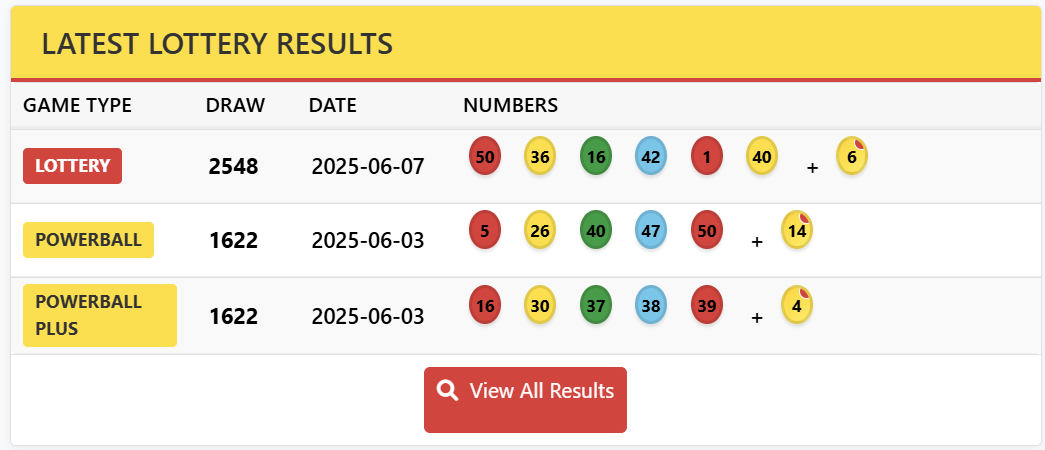 LATEST LOTTERY RESULTS
GAME TYPE DRAW DATE NUMBERS
LOTTERY 2548 2025-06-07 50 36 16 42 1 40 + 6
POWERBALL 1622 2025-06-03 5 26 40 47 50 + 14
POWERBALL PLUS 1622 2025-06-03 16 30 37 38 39 + 4
View All Results